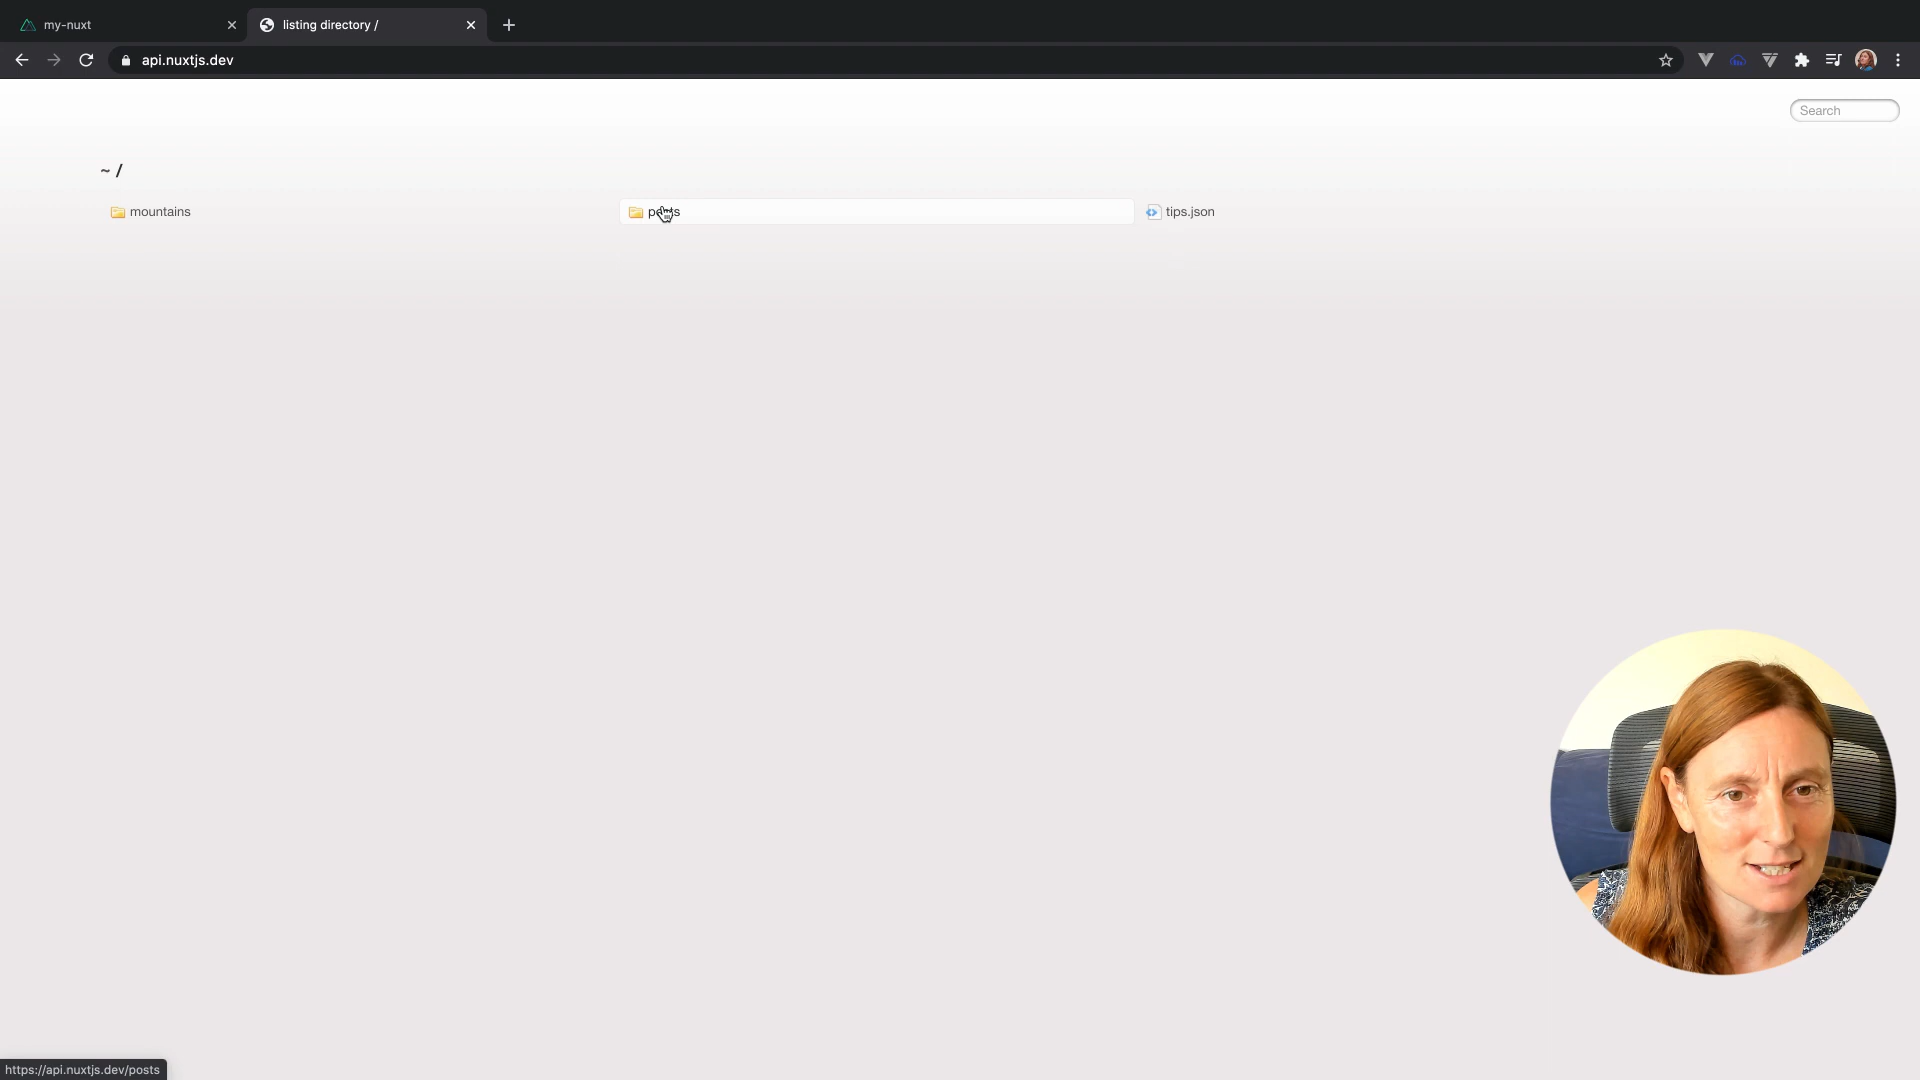 my-nuxt
listing directory /
api.nuxtjs.dev
Search
~ /
mountains
posts
tips.json
https://api.nuxtjs.dev/posts